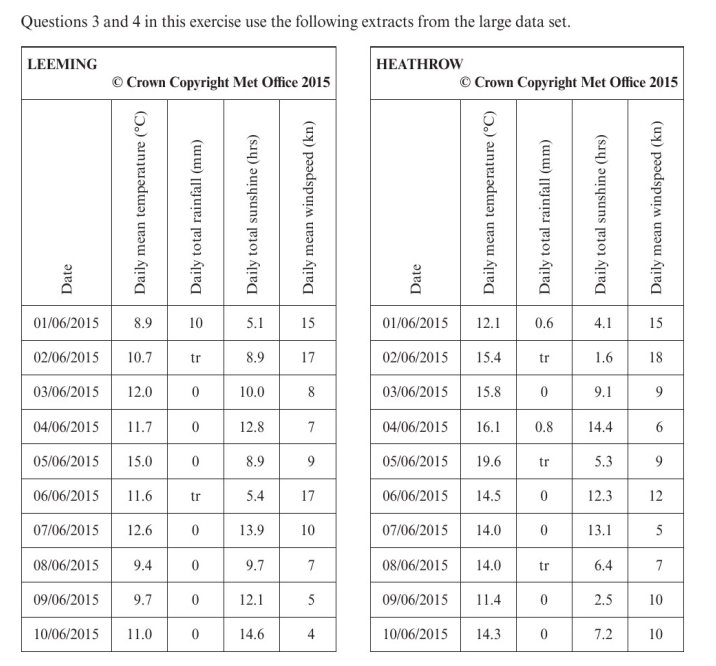 Questions 3 and 4 in this exercise use the following extracts from the large data set.
LEEMING
© Crown Copyright Met Office 2015
Date Daily mean temperature (°C) Daily total rainfall (mm) Daily total sunshine (hrs) Daily mean windspeed (kn)
01/06/2015 8.9 10 5.1 15
02/06/2015 10.7 tr 8.9 17
03/06/2015 12.0 0 10.0 8
04/06/2015 11.7 0 12.8 7
05/06/2015 15.0 0 8.9 9
06/06/2015 11.6 tr 5.4 17
07/06/2015 12.6 0 13.9 10
08/06/2015 9.4 0 9.7 7
09/06/2015 9.7 0 12.1 5
10/06/2015 11.0 0 14.6 4
HEATHROW
© Crown Copyright Met Office 2015
Date Daily mean temperature (°C) Daily total rainfall (mm) Daily total sunshine (hrs) Daily mean windspeed (kn)
01/06/2015 12.1 0.6 4.1 15
02/06/2015 15.4 tr 1.6 18
03/06/2015 15.8 0 9.1 9
04/06/2015 16.1 0.8 14.4 6
05/06/2015 19.6 tr 5.3 9
06/06/2015 14.5 0 12.3 12
07/06/2015 14.0 0 13.1 5
08/06/2015 14.0 tr 6.4 7
09/06/2015 11.4 0 2.5 10
10/06/2015 14.3 0 7.2 10